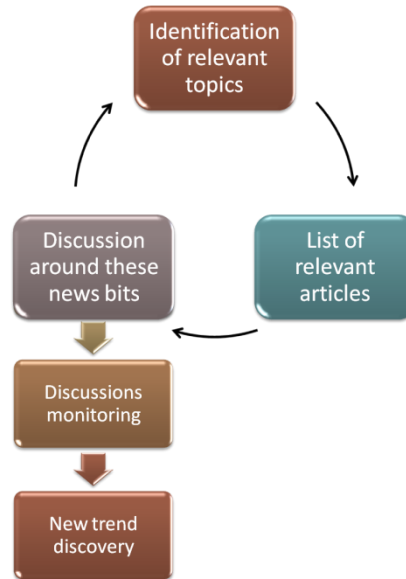 Identification
of relevant
topics
Discussion
around these
news bits
List of
relevant
articles
Discussions
monitoring
New trend
discovery